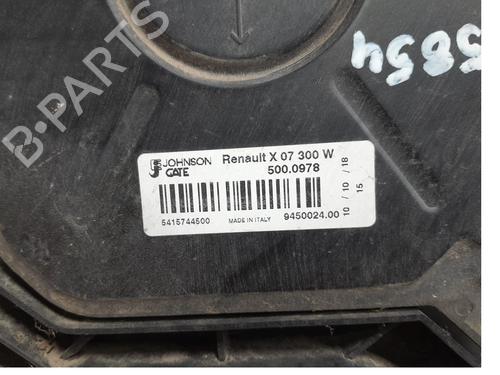 5854
JOHNSON
GATE
Renault X 07 300 W
500.0978
5415744500
MADE IN ITALY
9450024.00
10 / 10 / 18
15
B-PARTS